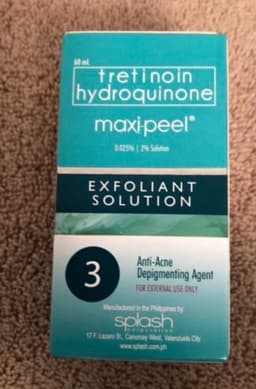 60 mL
tretinoin
hydroquinone
maxi-peel®
0.025% | 2% Solution
EXFOLIANT
SOLUTION
3
Anti-Acne
Depigmenting Agent
FOR EXTERNAL USE ONLY
Manufactured in the Philippines by:
splash
corporation
17 F. Lazaro St., Canumay West, Valenzuela City
www.splash.com.ph